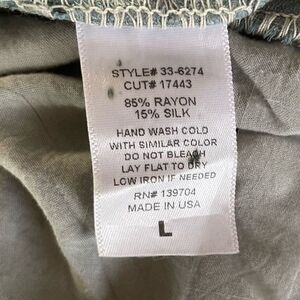 STYLE# 33-6274
CUT# 17443
85% RAYON
15% SILK
HAND WASH COLD
WITH SIMILAR COLOR
DO NOT BLEACH
LAY FLAT TO DRY
LOW IRON IF NEEDED
RN# 139704
MADE IN USA
L